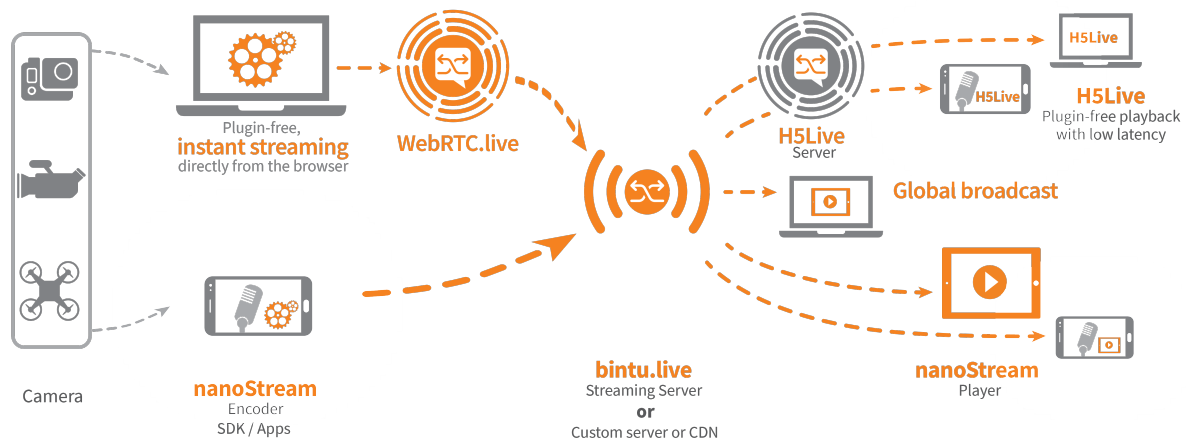 Camera
Plugin-free,
instant streaming
directly from the browser
WebRTC.live
nanoStream
Encoder
SDK / Apps
bintu.live
Streaming Server
or
Custom server or CDN
H5Live
Server
H5Live
H5Live
H5Live
Plugin-free playback
with low latency
Global broadcast
nanoStream
Player